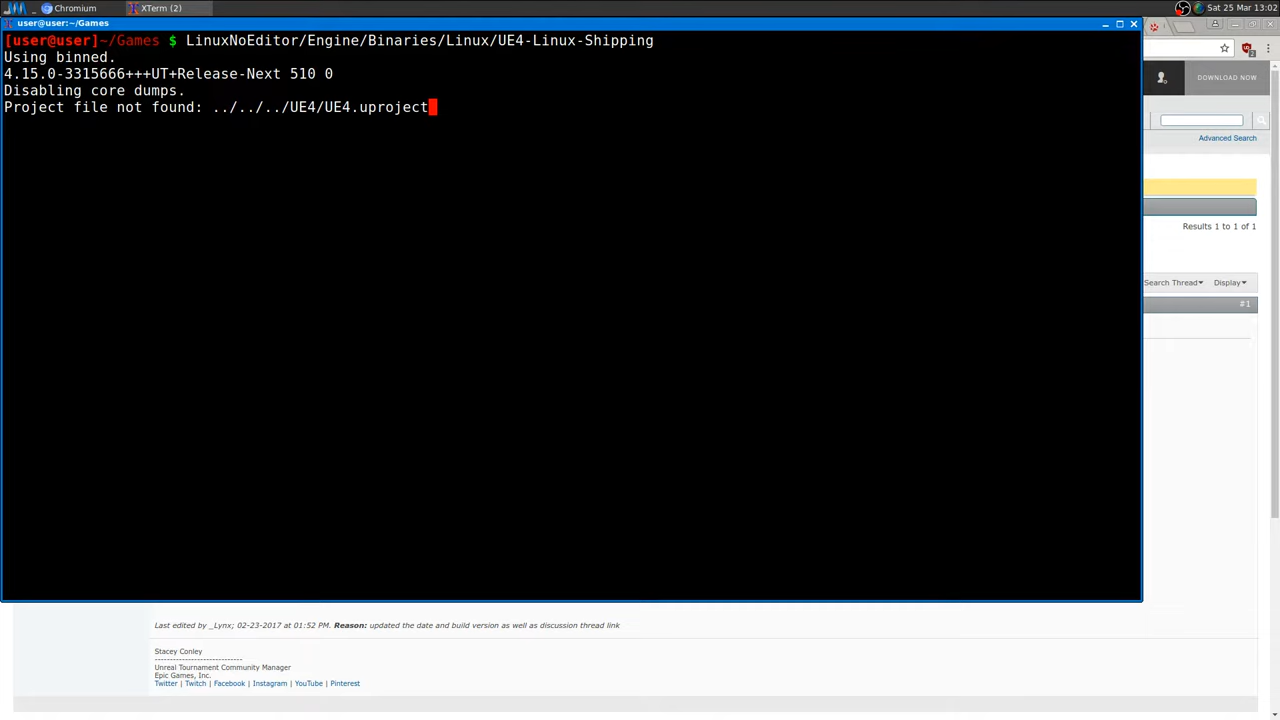 Chromium
XTerm (2)
Sat 25 Mar 13:02
user@user:~/Games
[user@user]~/Games $ LinuxNoEditor/Engine/Binaries/Linux/UE4-Linux-Shipping
Using binned.
4.15.0-3315666+++UT+Release-Next 510 0
Disabling core dumps.
Project file not found: ../../../UE4/UE4.uproject
DOWNLOAD NOW
Advanced Search
Results 1 to 1 of 1
Search Thread▾ Display▾
#1
Last edited by _Lynx; 02-23-2017 at 01:52 PM. Reason: updated the date and build version as well as discussion thread link
Stacey Conley
----------------------------
Unreal Tournament Community Manager
Epic Games, Inc.
Twitter | Twitch | Facebook | Instagram | YouTube | Pinterest